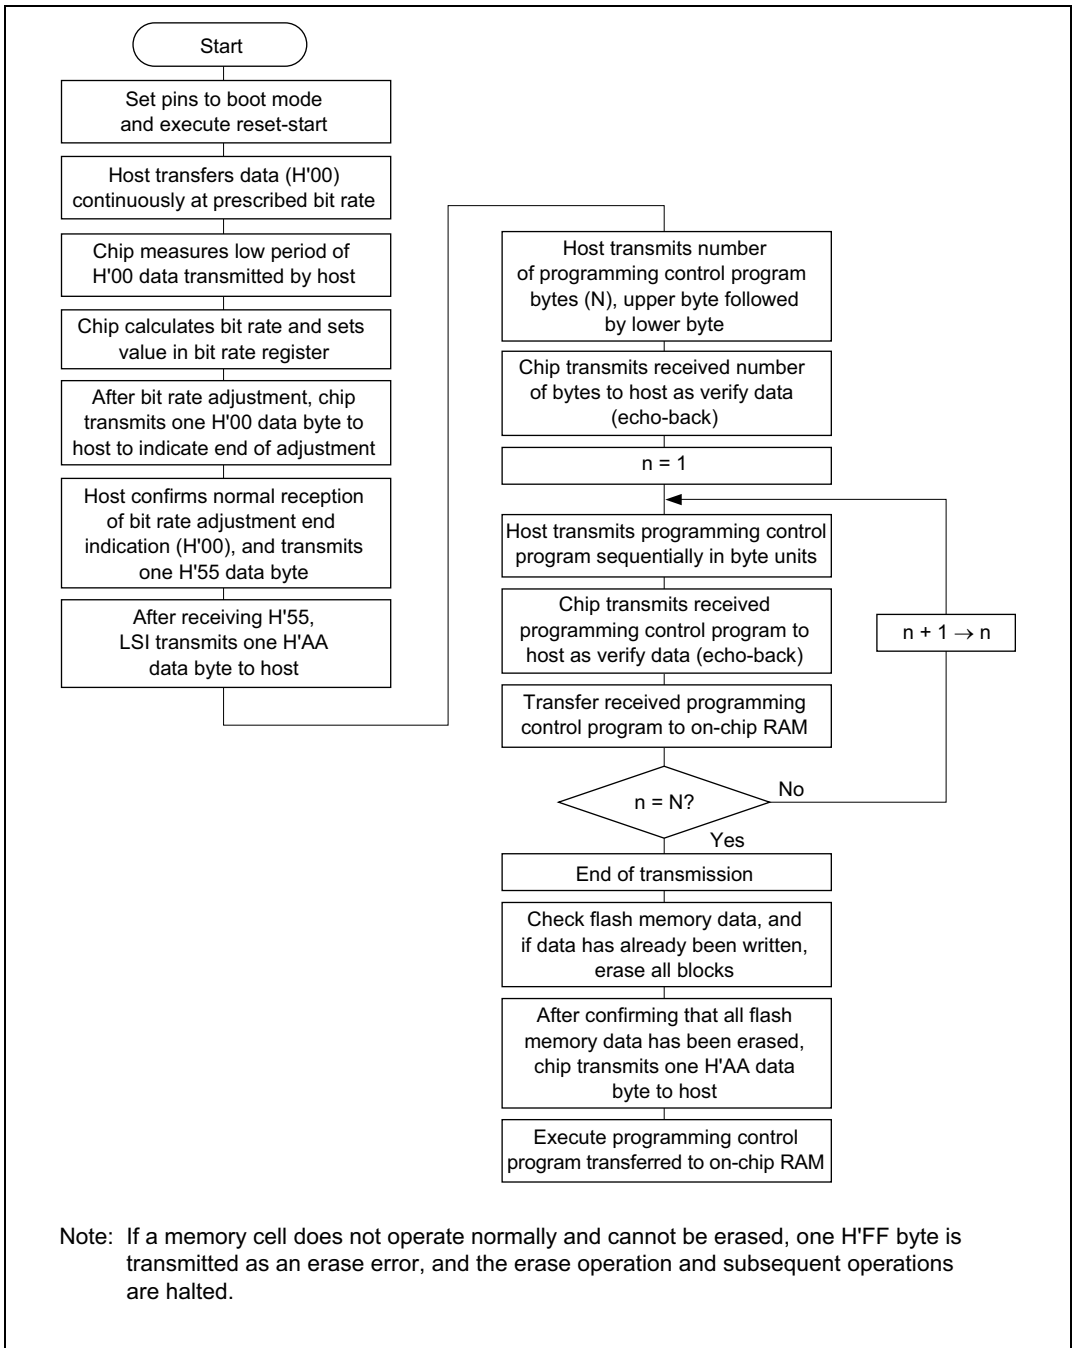 Start
Set pins to boot mode
and execute reset-start
Host transfers data (H'00)
continuously at prescribed bit rate
Chip measures low period of
H'00 data transmitted by host
Chip calculates bit rate and sets
value in bit rate register
After bit rate adjustment, chip
transmits one H'00 data byte to
host to indicate end of adjustment
Host confirms normal reception
of bit rate adjustment end
indication (H'00), and transmits
one H'55 data byte
After receiving H'55,
LSI transmits one H'AA
data byte to host
Host transmits number
of programming control program
bytes (N), upper byte followed
by lower byte
Chip transmits received number
of bytes to host as verify data
(echo-back)
n = 1
Host transmits programming control
program sequentially in byte units
Chip transmits received
programming control program to
host as verify data (echo-back)
n + 1 → n
Transfer received programming
control program to on-chip RAM
n = N?
No
Yes
End of transmission
Check flash memory data, and
if data has already been written,
erase all blocks
After confirming that all flash
memory data has been erased,
chip transmits one H'AA data
byte to host
Execute programming control
program transferred to on-chip RAM
Note: If a memory cell does not operate normally and cannot be erased, one H'FF byte is
transmitted as an erase error, and the erase operation and subsequent operations
are halted.